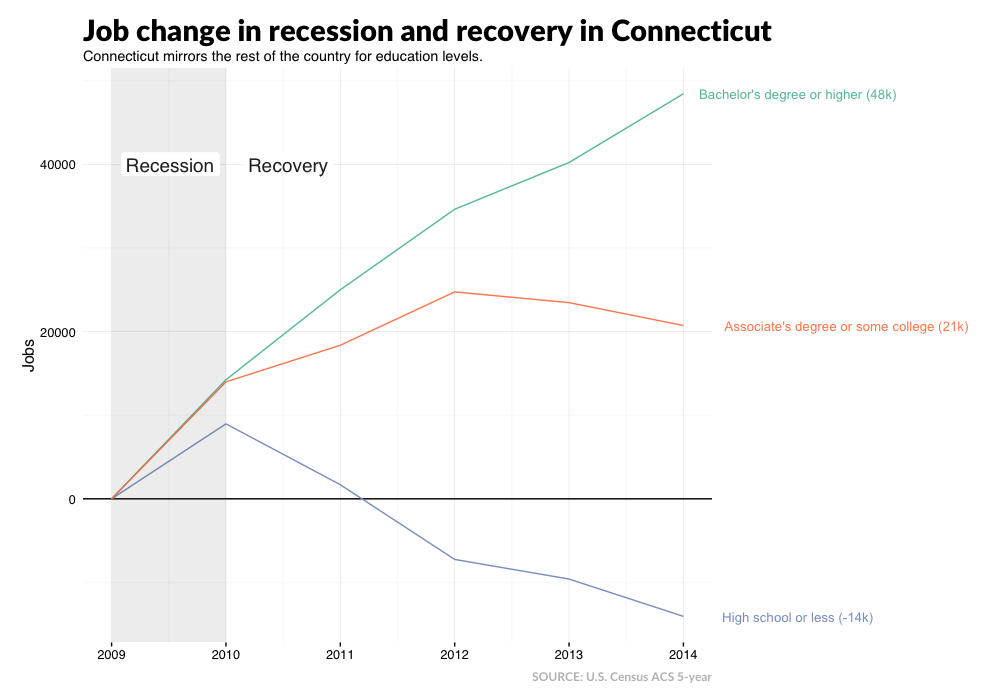 Job change in recession and recovery in Connecticut
Connecticut mirrors the rest of the country for education levels.
Bachelor's degree or higher (48k)
40000
Recession
Recovery
20000
Associate's degree or some college (21k)
Jobs
0
High school or less (-14k)
2009
2010
2011
2012
2013
2014
SOURCE: U.S. Census ACS 5-year